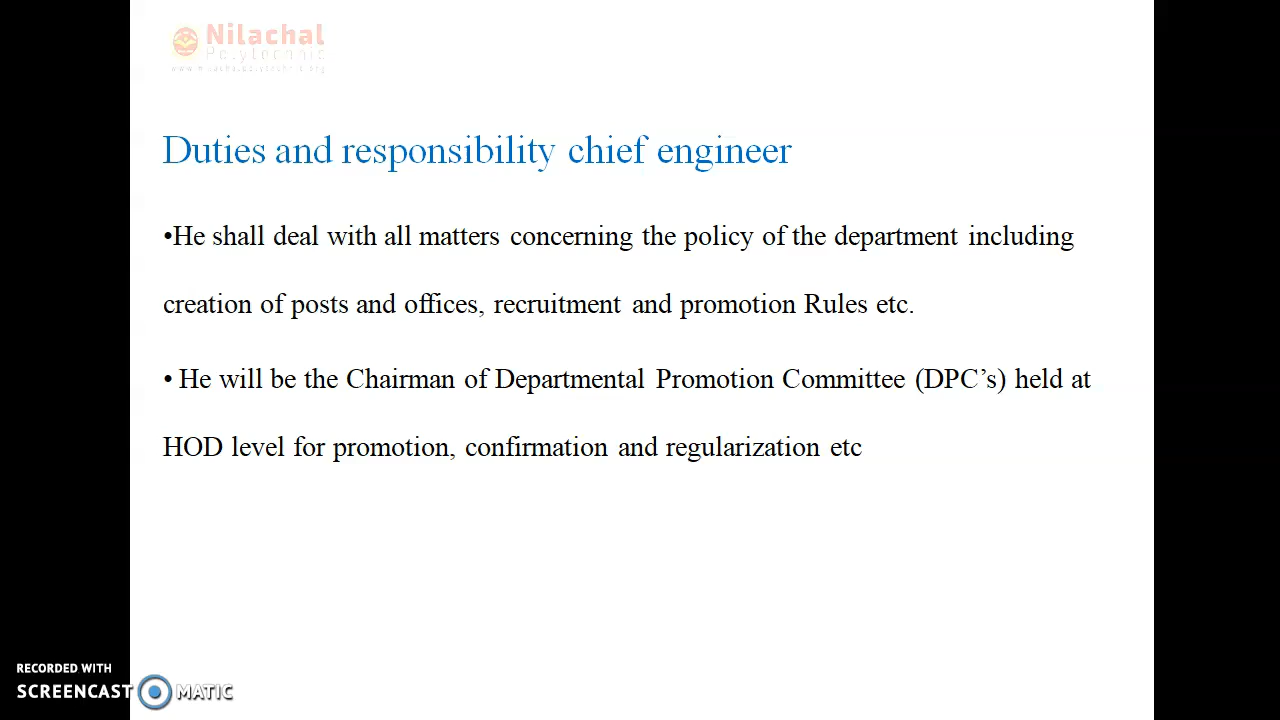 Nilachal
Polytechnic
Duties and responsibility chief engineer
•He shall deal with all matters concerning the policy of the department including
creation of posts and offices, recruitment and promotion Rules etc.
• He will be the Chairman of Departmental Promotion Committee (DPC’s) held at
HOD level for promotion, confirmation and regularization etc
RECORDED WITH
SCREENCAST MATIC